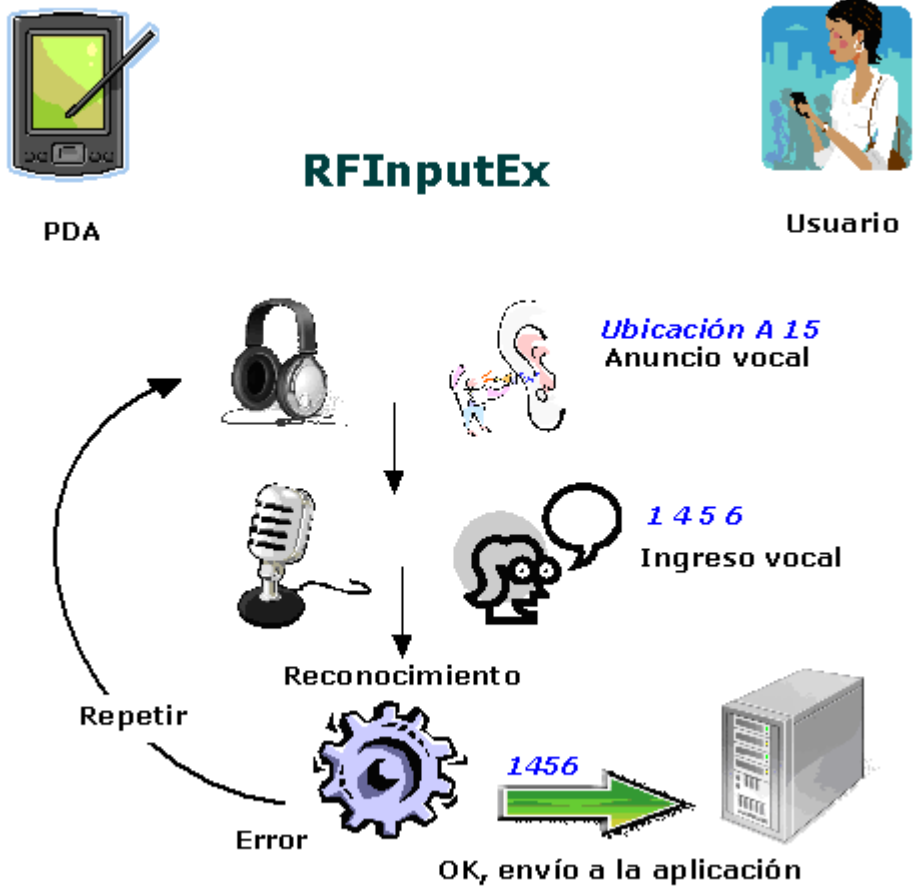 RFInputEx
PDA
Usuario
Ubicación A 15
Anuncio vocal
1 4 5 6
Ingreso vocal
Reconocimiento
Repetir
1456
Error
OK, envío a la aplicación